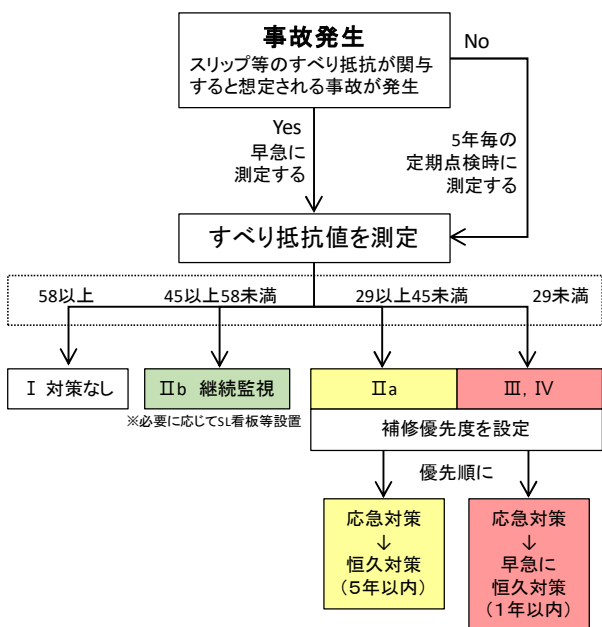 事故発生
スリップ等のすべり抵抗が関与
すると想定される事故が発生
No
Yes
早急に
測定する
5年毎の
定期点検時に
測定する
すべり抵抗値を測定
58以上
45以上58未満
29以上45未満
29未満
Ⅰ 対策なし
Ⅱb 継続監視
Ⅱa
Ⅲ, Ⅳ
※必要に応じてSL看板等設置
補修優先度を設定
優先順に
応急対策
↓
恒久対策
(5年以内)
応急対策
↓
早急に
恒久対策
(1年以内)